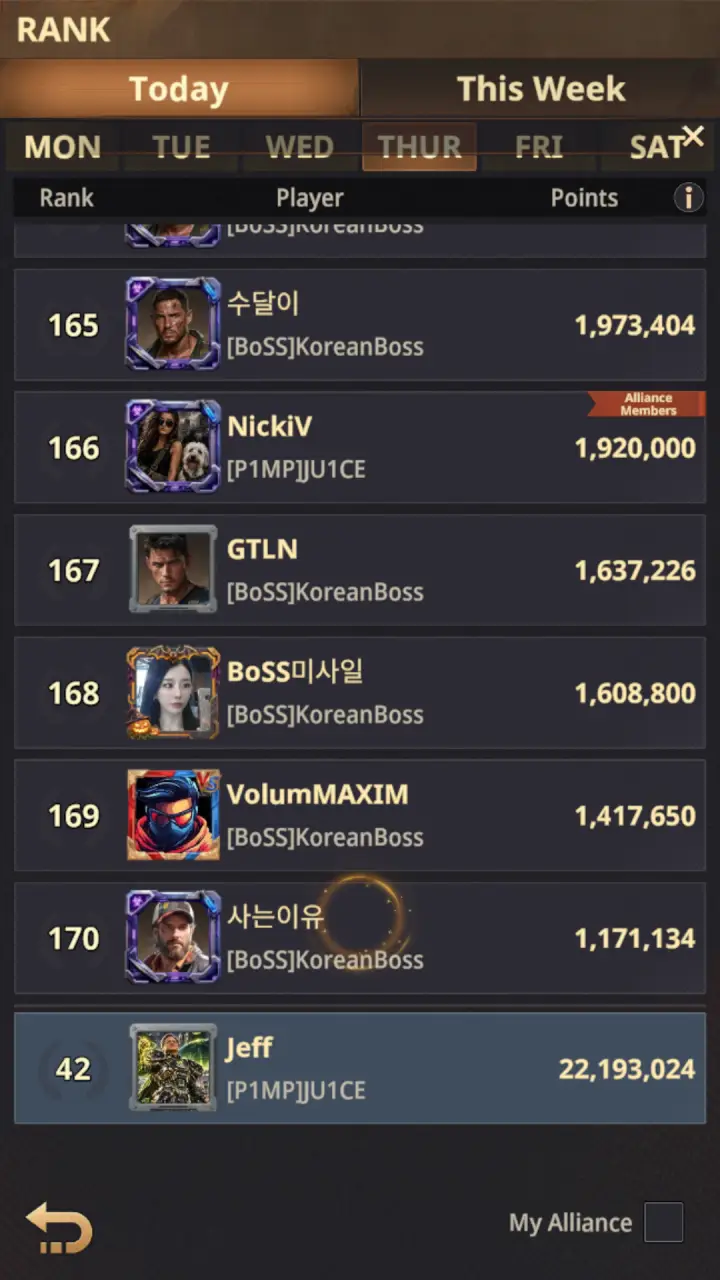 RANK
Today
This Week
MON TUE WED THUR FRI SAT
Rank Player Points
[BoSS]KoreanBoss
165
수달이
[BoSS]KoreanBoss
1,973,404
Alliance
Members
166
NickiV
[P1MP]JU1CE
1,920,000
167
GTLN
[BoSS]KoreanBoss
1,637,226
168
BoSS미사일
[BoSS]KoreanBoss
1,608,800
169
VolumMAXIM
[BoSS]KoreanBoss
1,417,650
170
사는이유
[BoSS]KoreanBoss
1,171,134
42
Jeff
[P1MP]JU1CE
22,193,024
My Alliance